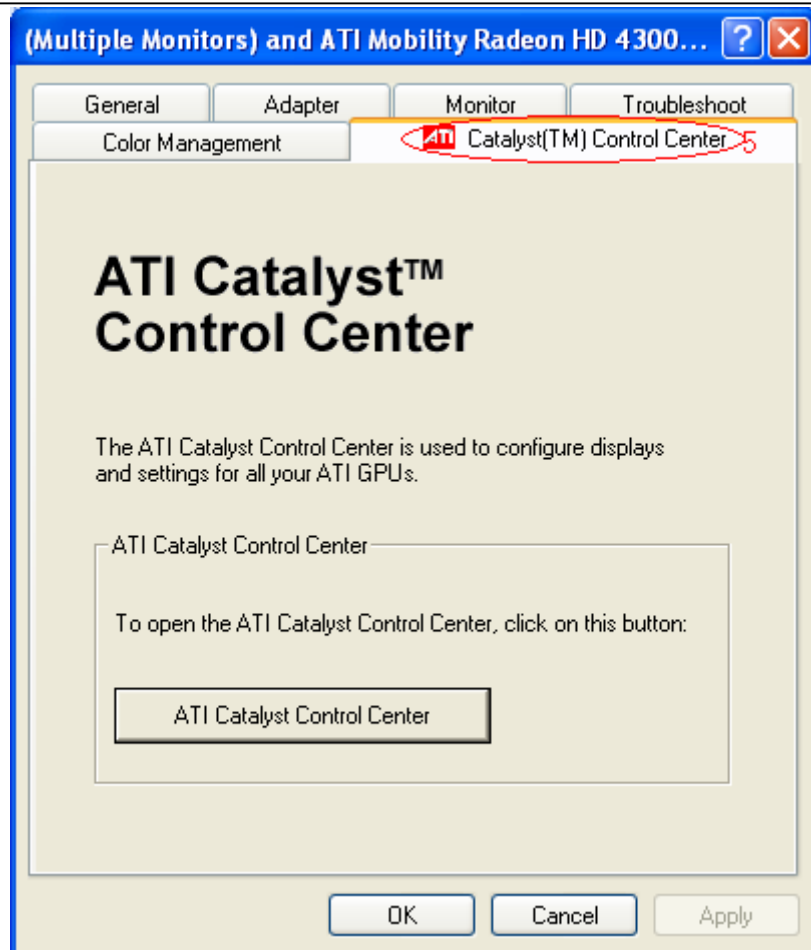 (Multiple Monitors) and ATI Mobility Radeon HD 4300... ?
General Adapter Monitor Troubleshoot
Color Management ATI Catalyst(TM) Control Center 5
ATI Catalyst™
Control Center
The ATI Catalyst Control Center is used to configure displays
and settings for all your ATI GPUs.
ATI Catalyst Control Center
To open the ATI Catalyst Control Center, click on this button:
ATI Catalyst Control Center
OK Cancel Apply